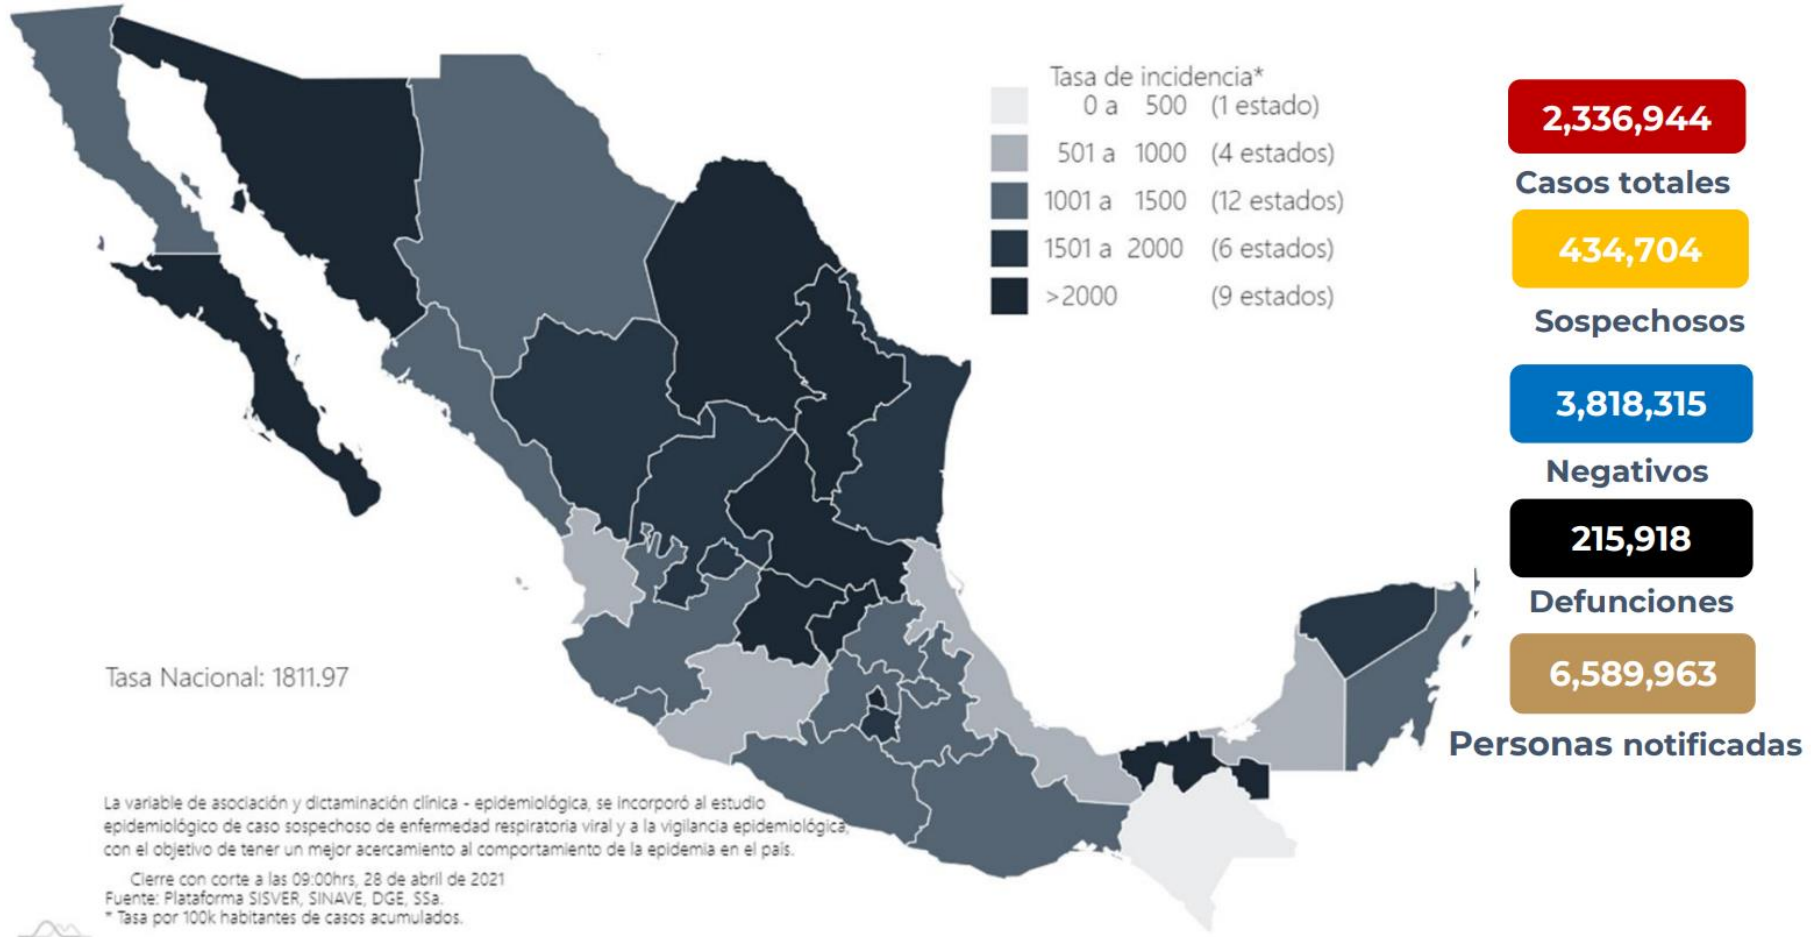 Tasa de incidencia*
0 a 500 (1 estado)
501 a 1000 (4 estados)
1001 a 1500 (12 estados)
1501 a 2000 (6 estados)
>2000 (9 estados)
2,336,944
Casos totales
434,704
Sospechosos
3,818,315
Negativos
215,918
Defunciones
6,589,963
Personas notificadas
Tasa Nacional: 1811.97
La variable de asociación y dictaminación clínica - epidemiológica, se incorporó al estudio
epidemiológico de caso sospechoso de enfermedad respiratoria viral y a la vigilancia epidemiológica,
con el objetivo de tener un mejor acercamiento al comportamiento de la epidemia en el país.
Cierre con corte a las 09:00hrs, 28 de abril de 2021
Fuente: Plataforma SISVER, SINAVE, DGE, SSa.
* Tasa por 100k habitantes de casos acumulados.